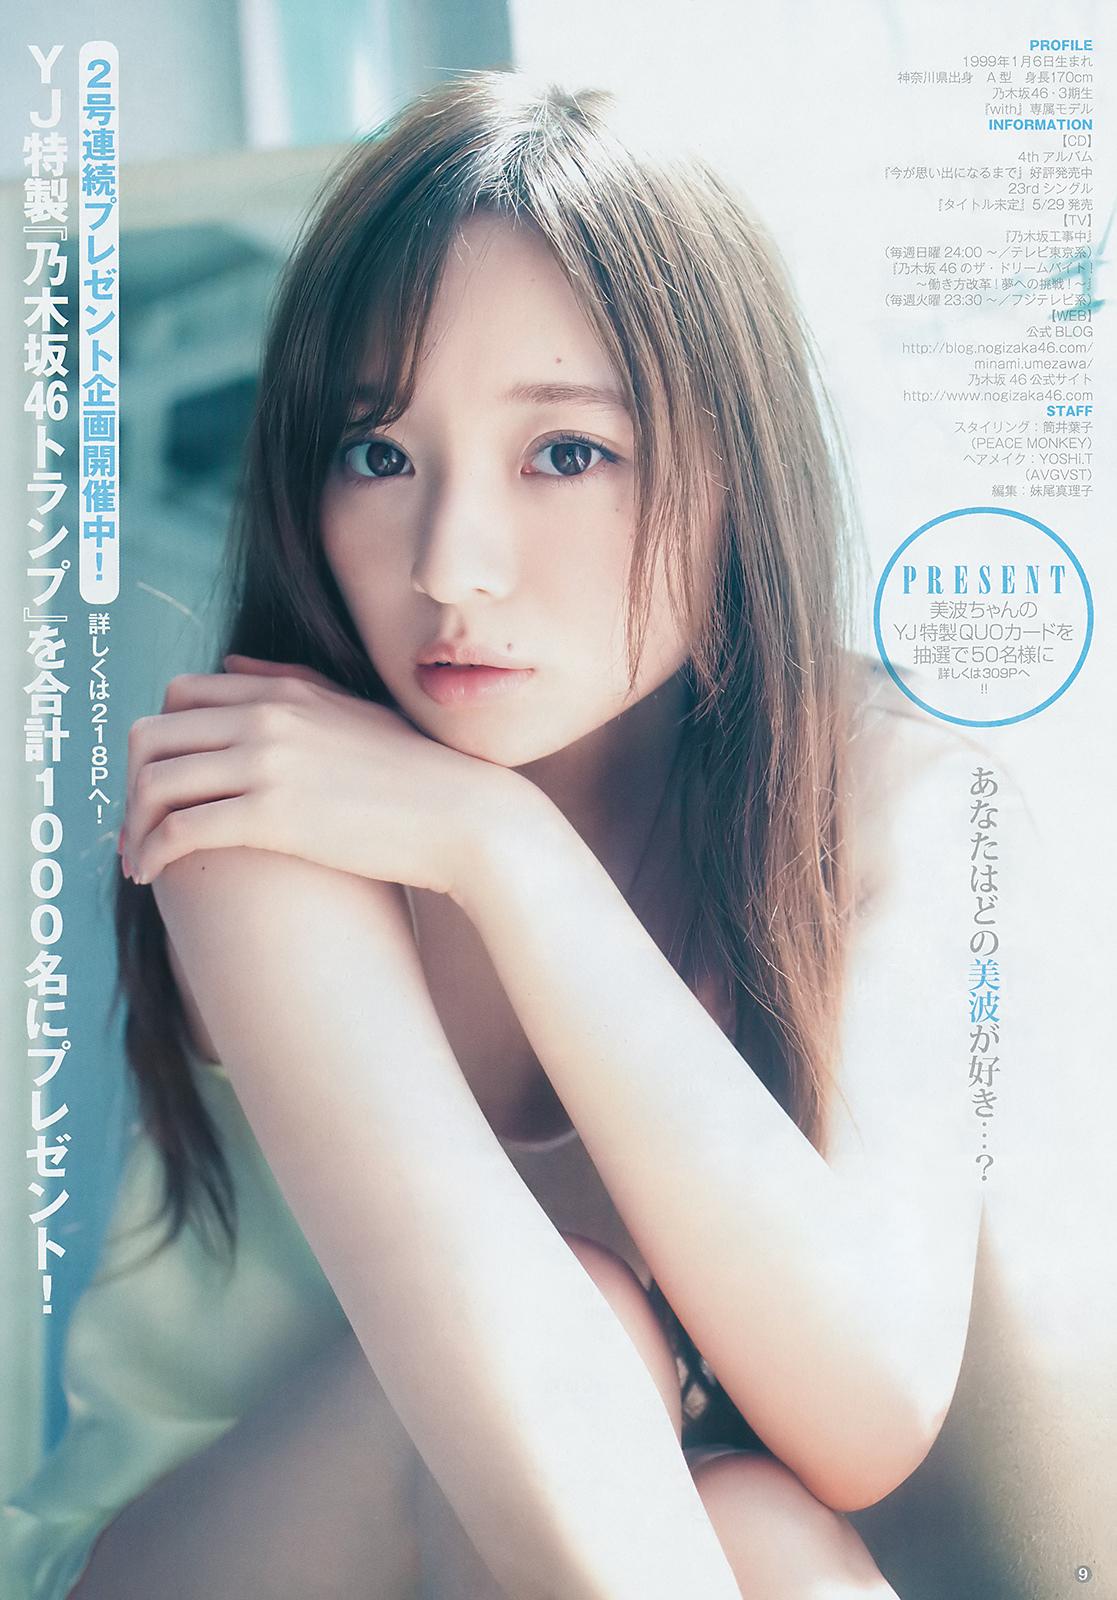 PROFILE
1999年1月6日生まれ
神奈川県出身　A型　身長170cm
乃木坂46・3期生
『with』専属モデル
INFORMATION
【CD】
4thアルバム
『今が思い出になるまで』好評発売中
23rdシングル
『タイトル未定』5/29発売
【TV】
『乃木坂工事中』
(毎週日曜 24:00～／テレビ東京系)
『乃木坂46のザ・ドリームバイト!
～働き方改革!夢への挑戦!～』
(毎週火曜 23:30～／フジテレビ系)
【WEB】
公式BLOG
http://blog.nogizaka46.com/
minami.umezawa/
乃木坂46公式サイト
http://www.nogizaka46.com
STAFF
スタイリング：筒井葉子
(PEACE MONKEY)
ヘアメイク：YOSHi.T
(AVGVST)
編集：妹尾真理子
PRESENT
美波ちゃんの
YJ特製QUOカードを
抽選で50名様に
詳しくは309Pへ
!!
あなたはどの美波が好き…?
2号連続プレゼント企画開催中! 詳しくは218Pへ!
YJ特製『乃木坂46トランプ』を合計1000名にプレゼント!
9